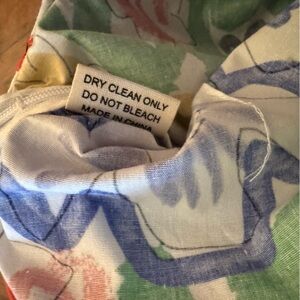 DRY CLEAN ONLY
DO NOT BLEACH
MADE IN CHINA